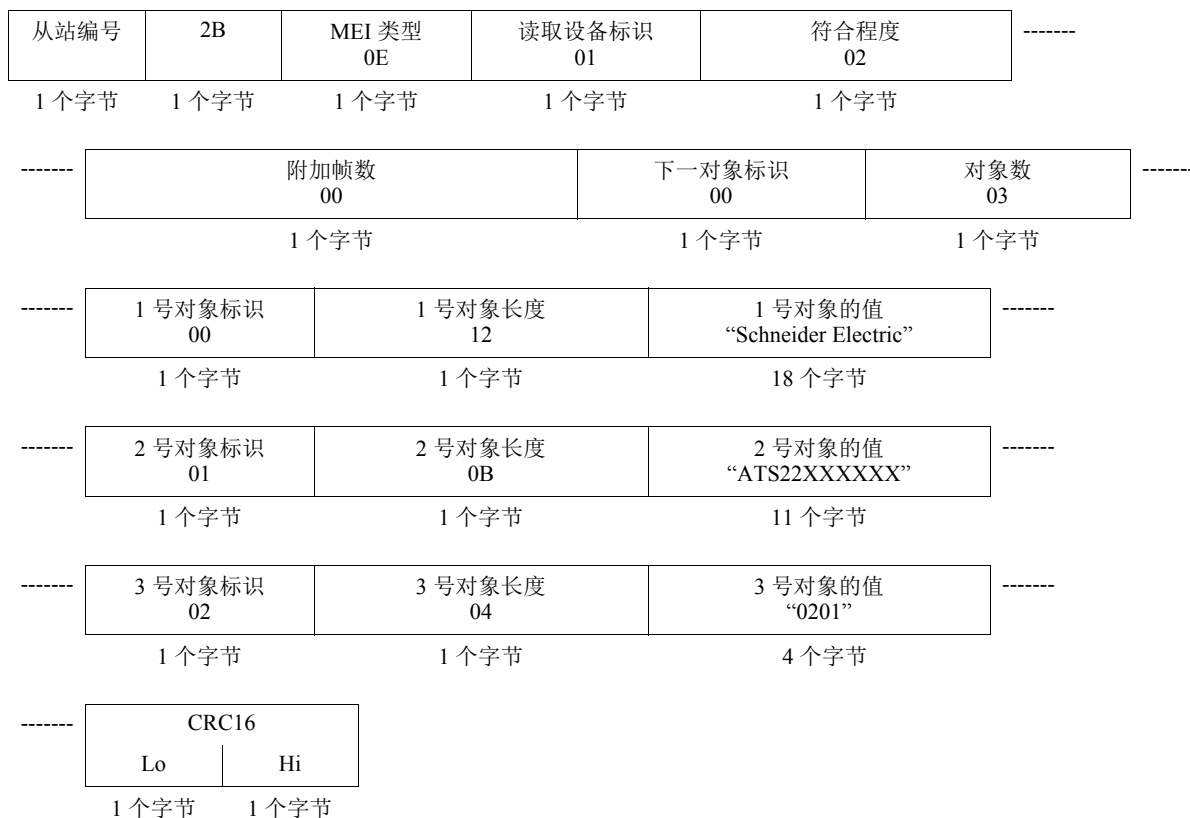 从站编号 2B MEI 类型 读取设备标识 符合程度 -------
0E 01 02
1 个字节 1 个字节 1 个字节 1 个字节 1 个字节
------- 附加帧数 下一对象标识 对象数 -------
00 00 03
1 个字节 1 个字节 1 个字节
------- 1 号对象标识 1 号对象长度 1 号对象的值 -------
00 12 “Schneider Electric”
1 个字节 1 个字节 18 个字节
------- 2 号对象标识 2 号对象长度 2 号对象的值 -------
01 0B “ATS22XXXXXX”
1 个字节 1 个字节 11 个字节
------- 3 号对象标识 3 号对象长度 3 号对象的值 -------
02 04 “0201”
1 个字节 1 个字节 4 个字节
------- CRC16
Lo Hi
1 个字节 1 个字节